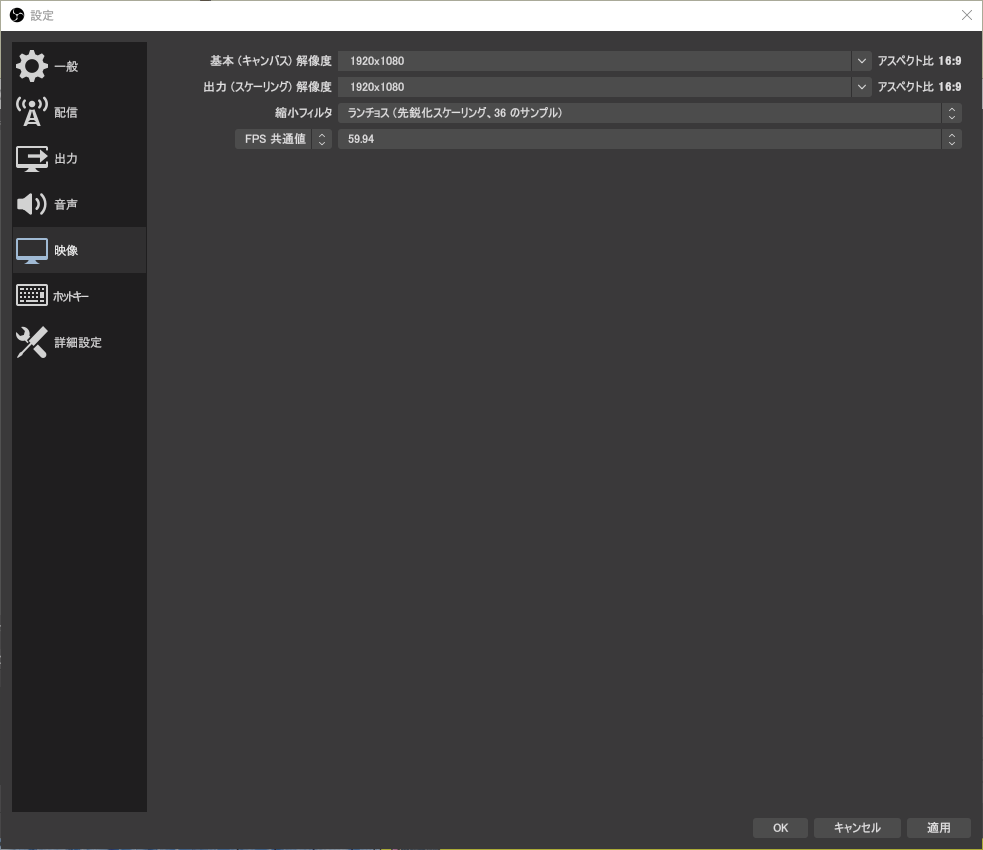 設定
一般
配信
出力
音声
映像
ホットキー
詳細設定
基本 (キャンバス) 解像度 1920x1080 アスペクト比 16:9
出力 (スケーリング) 解像度 1920x1080 アスペクト比 16:9
縮小フィルタ ランチョス (先鋭化スケーリング、36 のサンプル)
FPS 共通値 59.94
OK キャンセル 適用